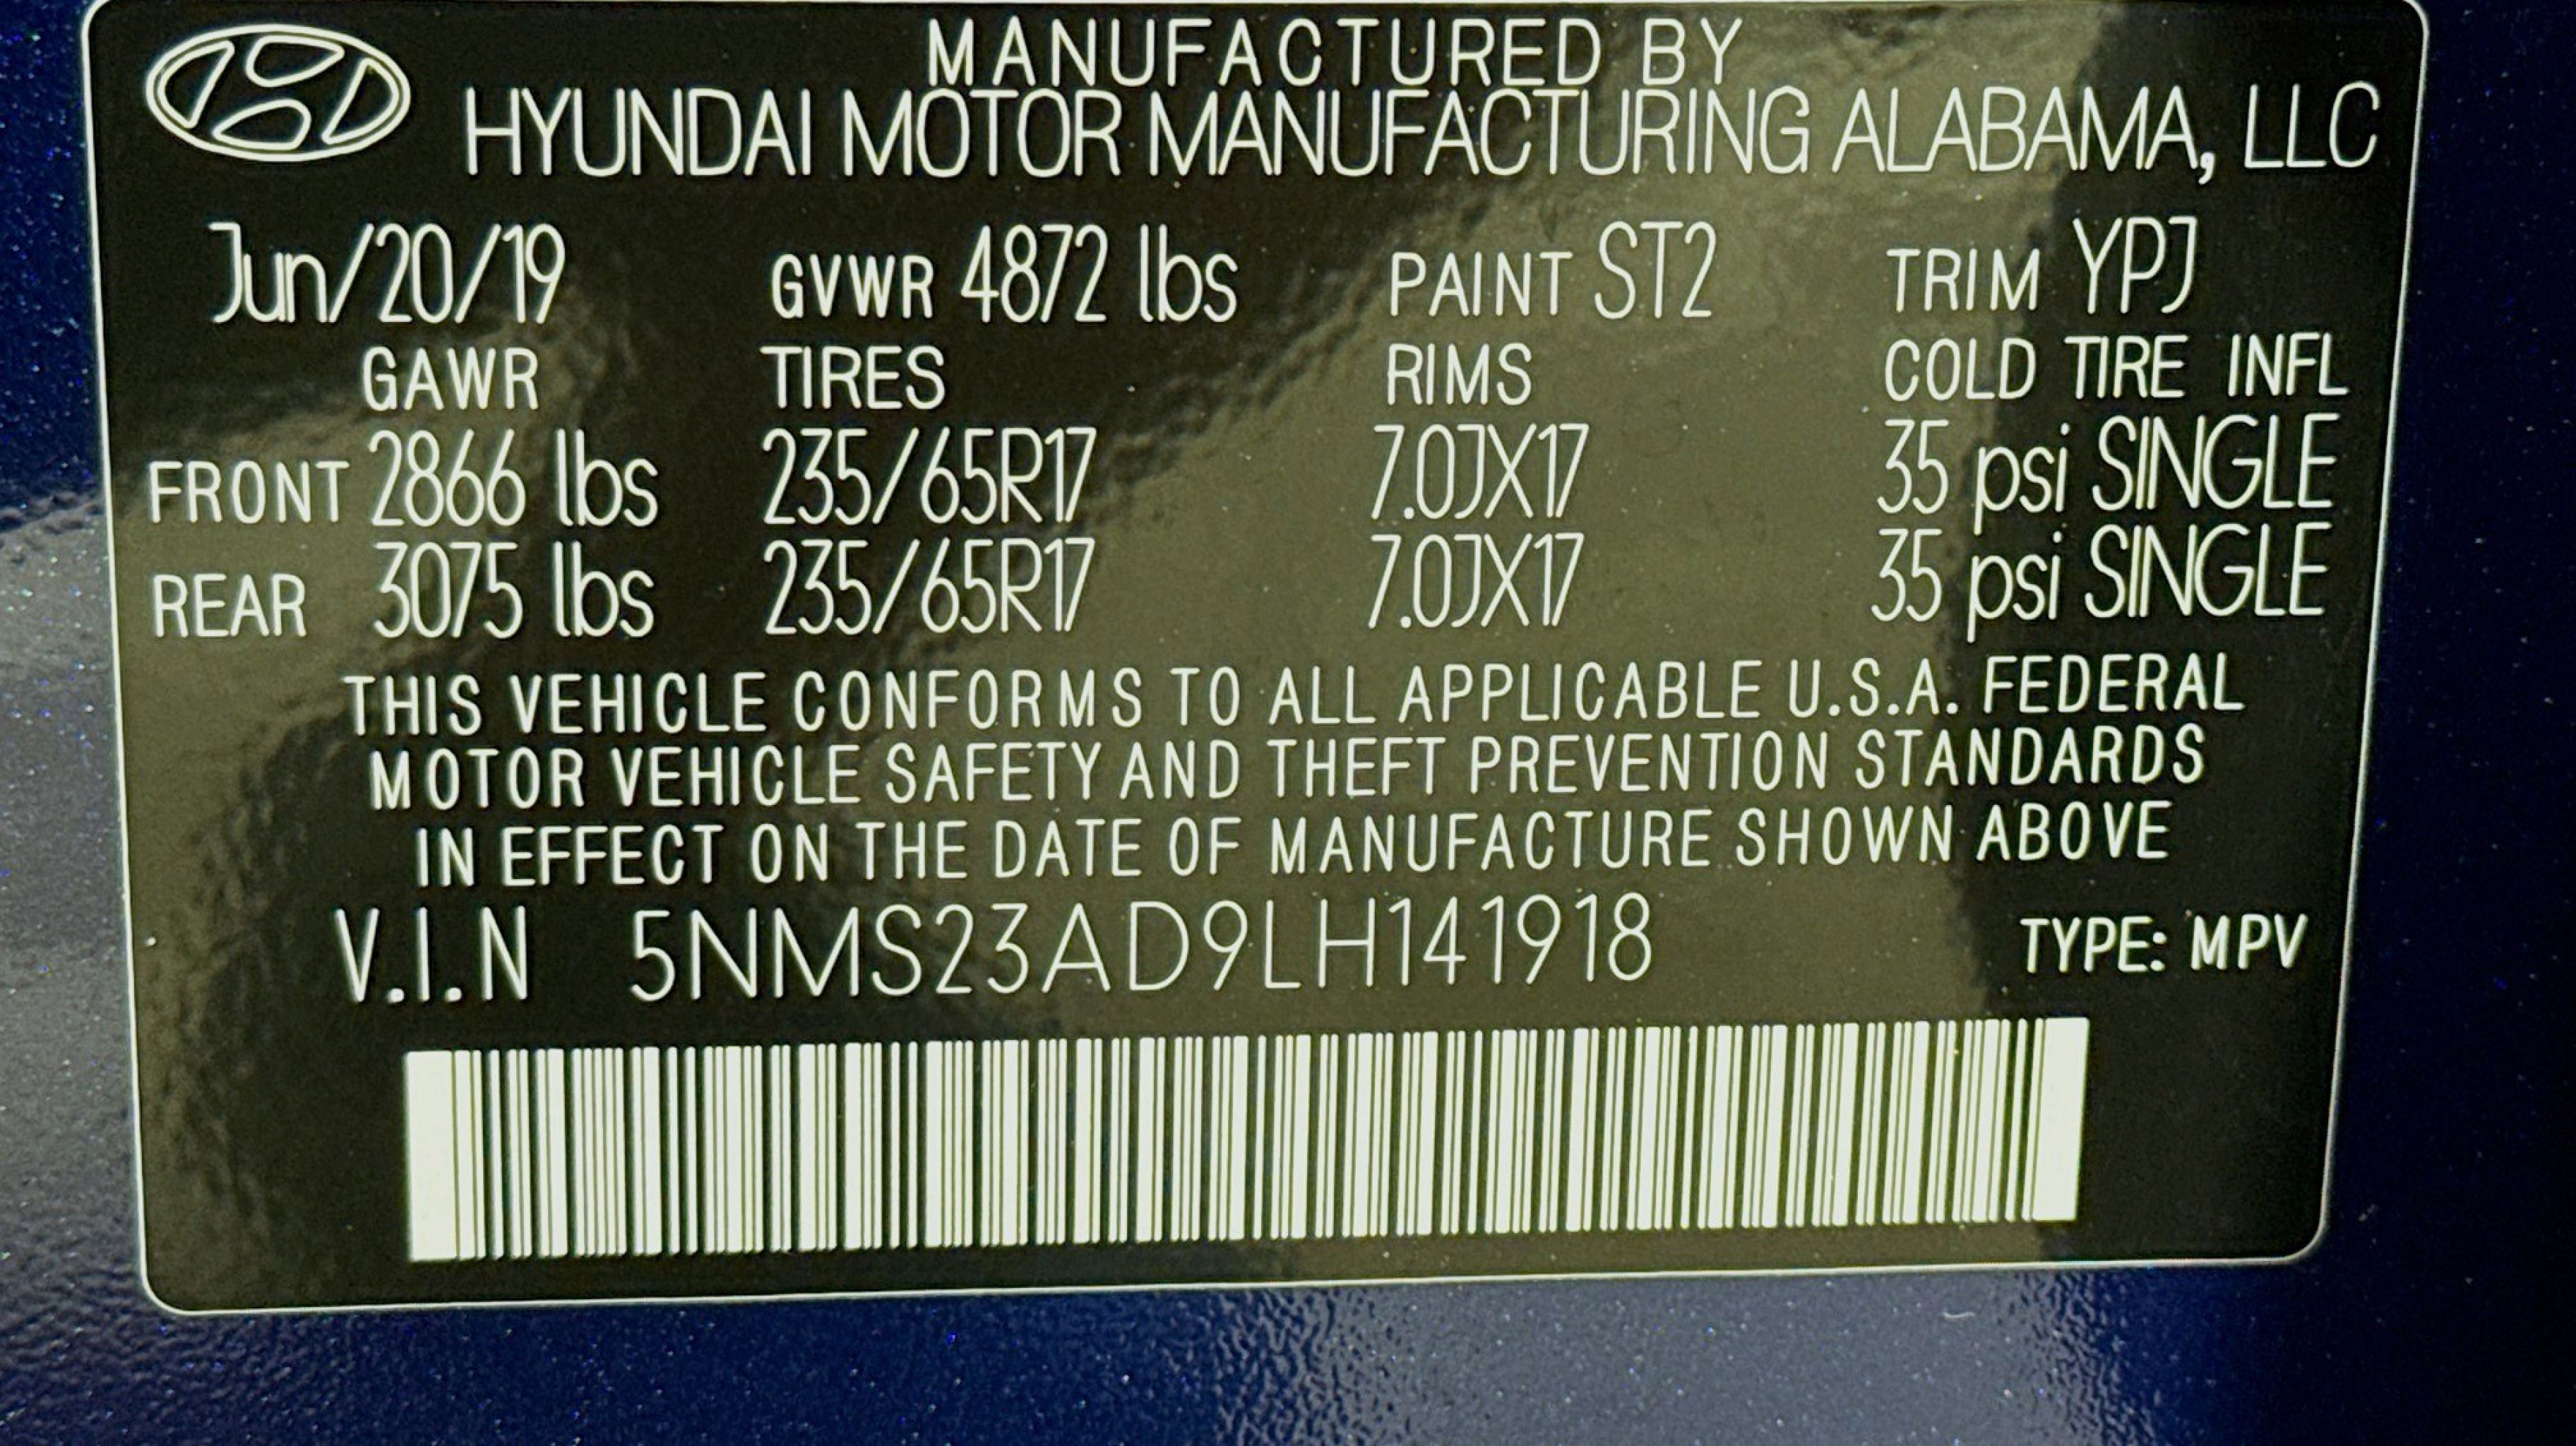 MANUFACTURED BY
HYUNDAI MOTOR MANUFACTURING ALABAMA, LLC
Jun/20/19 GVWR 4872 lbs PAINT ST2 TRIM YPJ
GAWR TIRES RIMS COLD TIRE INFL
FRONT 2866 lbs 235/65R17 7.0JX17 35 psi SINGLE
REAR 3075 lbs 235/65R17 7.0JX17 35 psi SINGLE
THIS VEHICLE CONFORMS TO ALL APPLICABLE U.S.A. FEDERAL
MOTOR VEHICLE SAFETY AND THEFT PREVENTION STANDARDS
IN EFFECT ON THE DATE OF MANUFACTURE SHOWN ABOVE
V.I.N 5NMS23AD9LH141918 TYPE: MPV